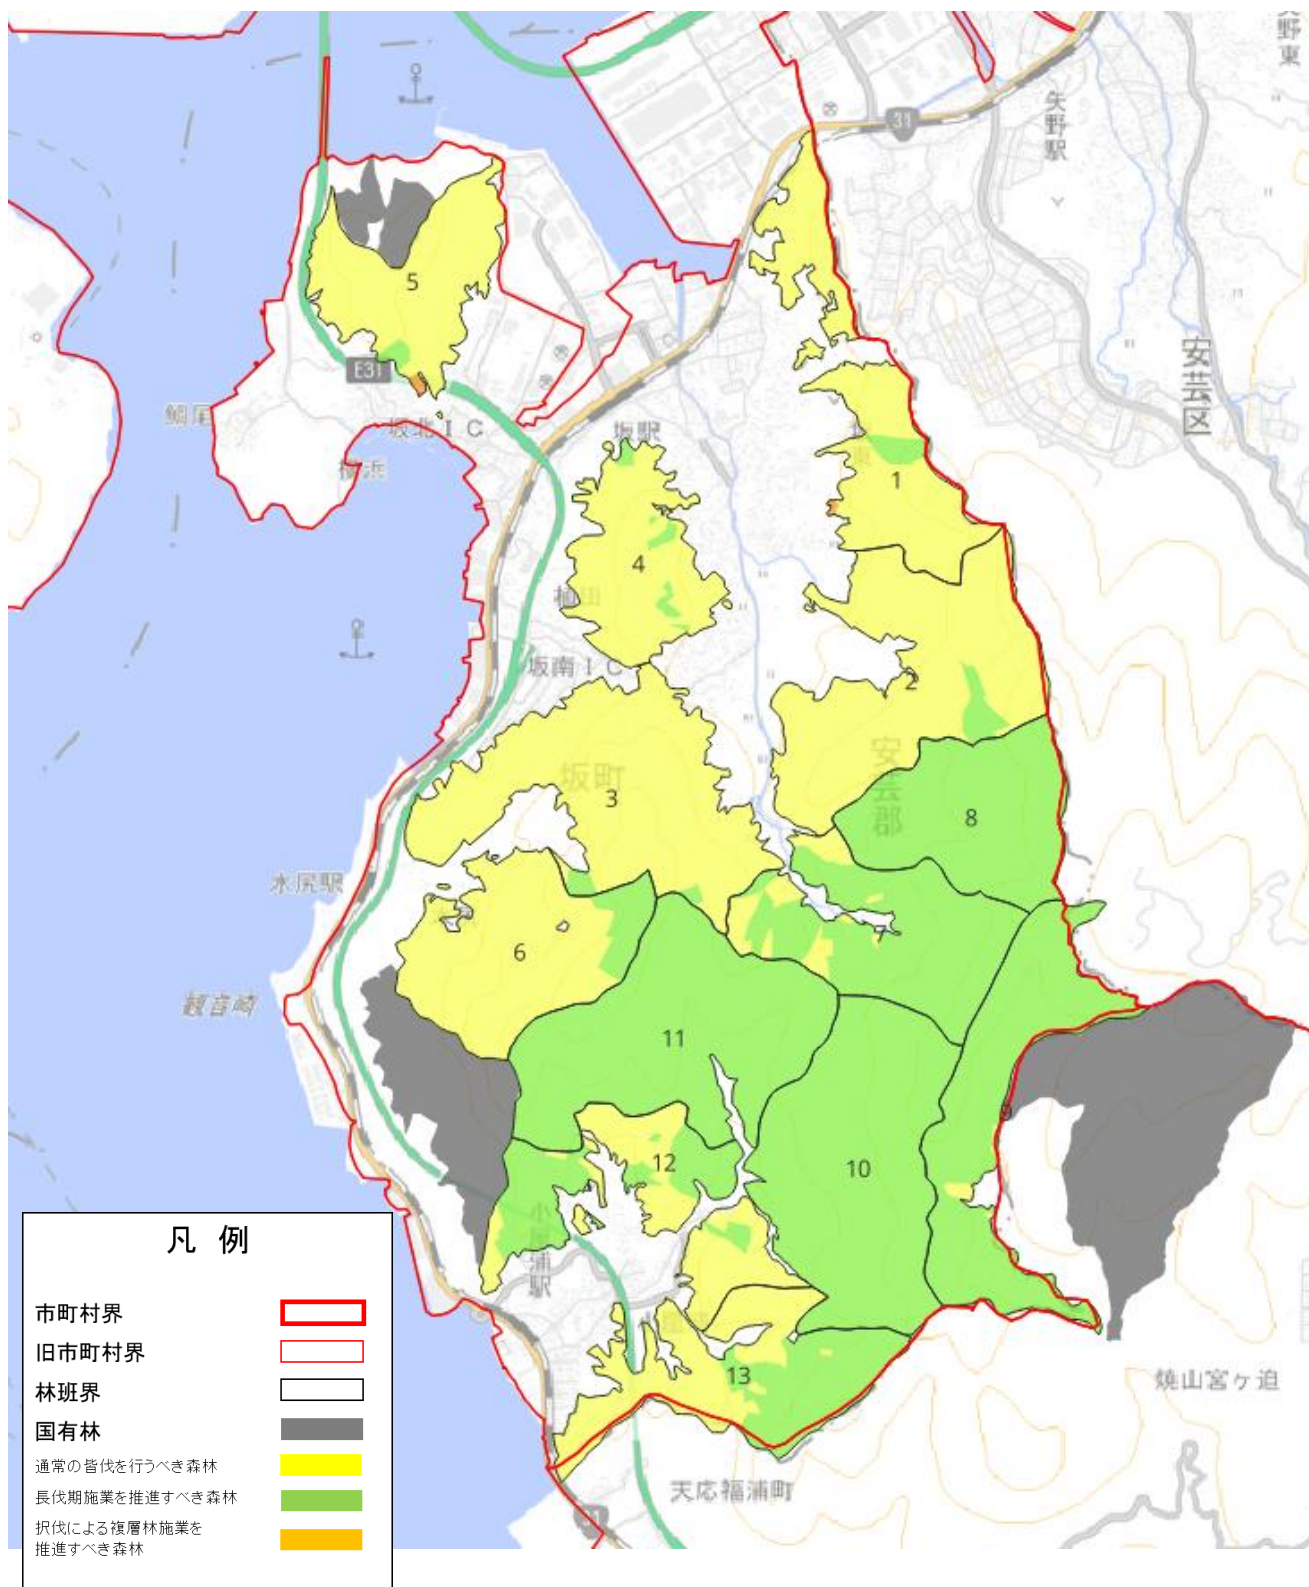 矢野東
31
矢野駅
安芸区
5
E31
鯛尾
坂北ＩＣ
横浜
坂駅
1
4
植田
坂南ＩＣ
2
坂町
3
安芸郡
8
水尻駅
6
7
観音崎
11
9
12
10
小屋浦駅
13
焼山宮ヶ迫
天応福浦町
31
凡 例
市町村界
旧市町村界
林班界
国有林
通常の皆伐を行うべき森林
長伐期施業を推進すべき森林
択伐による複層林施業を
推進すべき森林